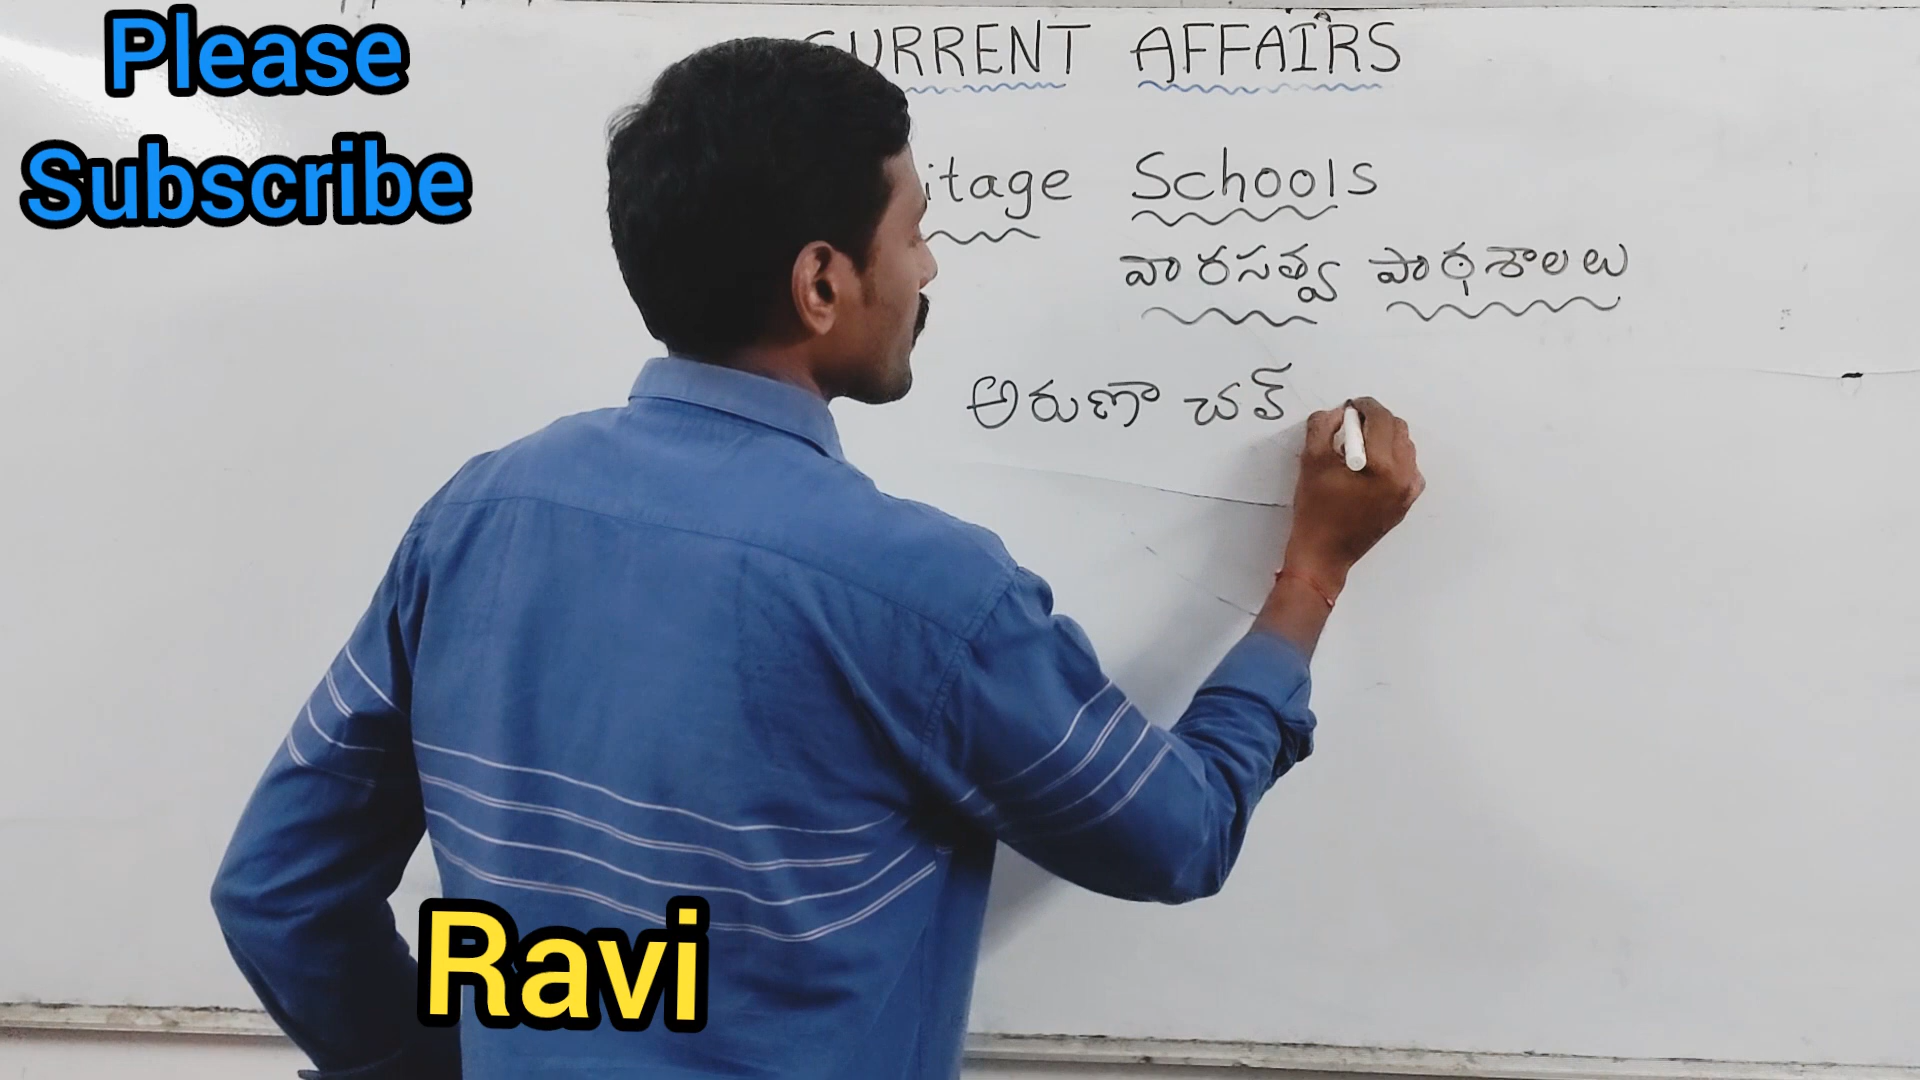 Please
Subscribe
CURRENT AFFAIRS
itage Schools
వారసత్వ పాఠశాలలు
అరుణాచల్
Ravi